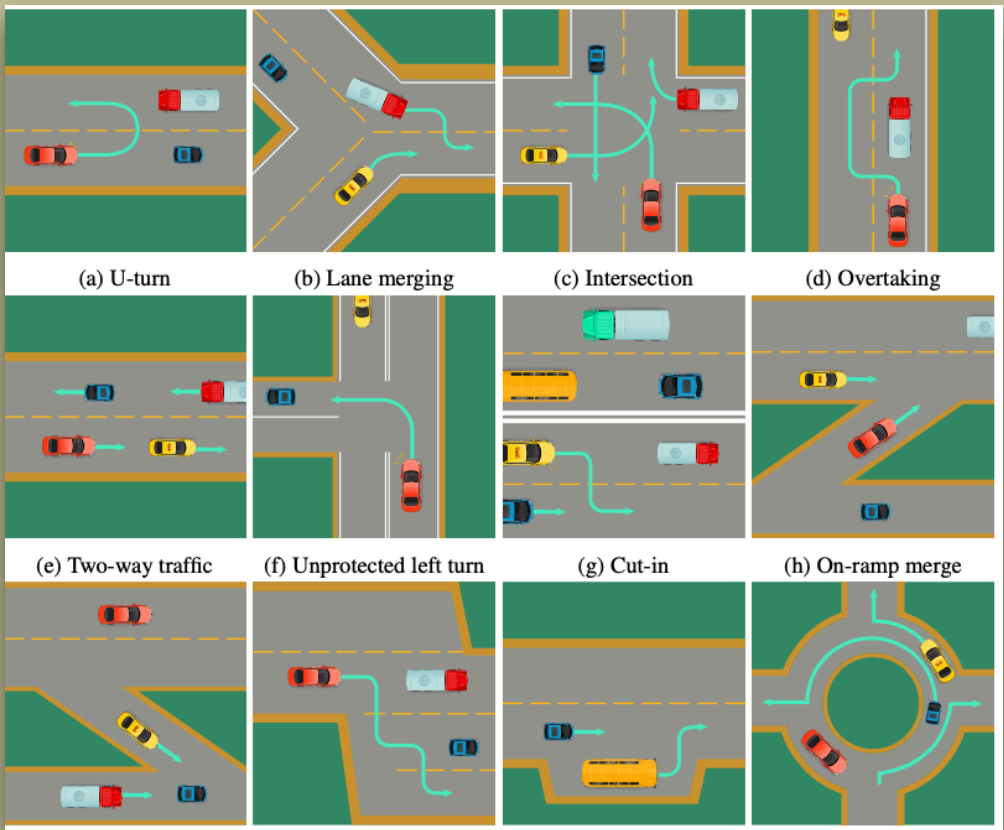 (a) U-turn
(b) Lane merging
(c) Intersection
(d) Overtaking
(e) Two-way traffic
(f) Unprotected left turn
(g) Cut-in
(h) On-ramp merge